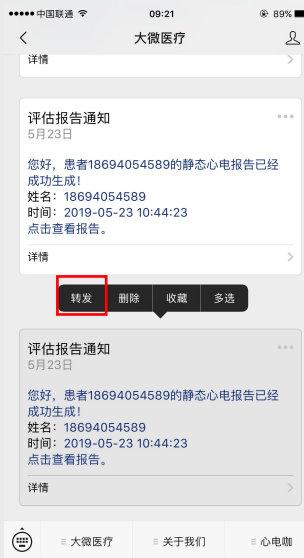 中国联通 09:21 89%
大微医疗
详情
评估报告通知
5月23日
您好，患者18694054589的静态心电报告已经
成功生成！
姓名：18694054589
时间：2019-05-23 10:44:23
点击查看报告。
详情
转发 删除 收藏 多选
评估报告通知
5月23日
您好，患者18694054589的静态心电报告已经
成功生成！
姓名：18694054589
时间：2019-05-23 10:44:23
点击查看报告。
详情
大微医疗 关于我们 心电咖